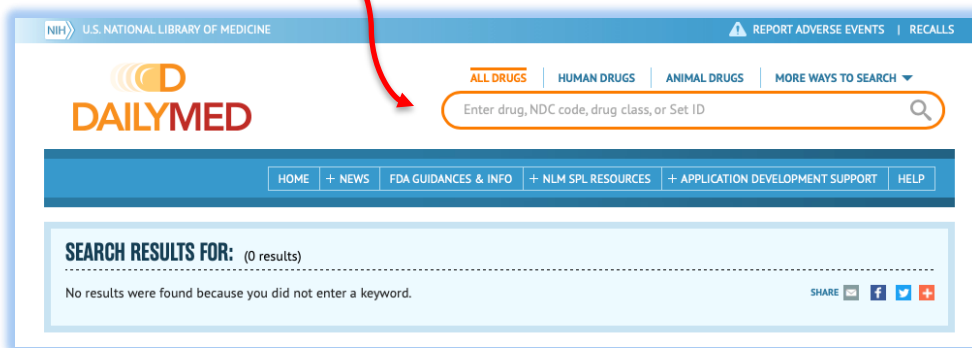 NIH U.S. NATIONAL LIBRARY OF MEDICINE REPORT ADVERSE EVENTS | RECALLS
ALL DRUGS HUMAN DRUGS ANIMAL DRUGS MORE WAYS TO SEARCH
DAILYMED
Enter drug, NDC code, drug class, or Set ID
HOME + NEWS FDA GUIDANCES & INFO + NLM SPL RESOURCES + APPLICATION DEVELOPMENT SUPPORT HELP
SEARCH RESULTS FOR: (0 results)
No results were found because you did not enter a keyword. SHARE